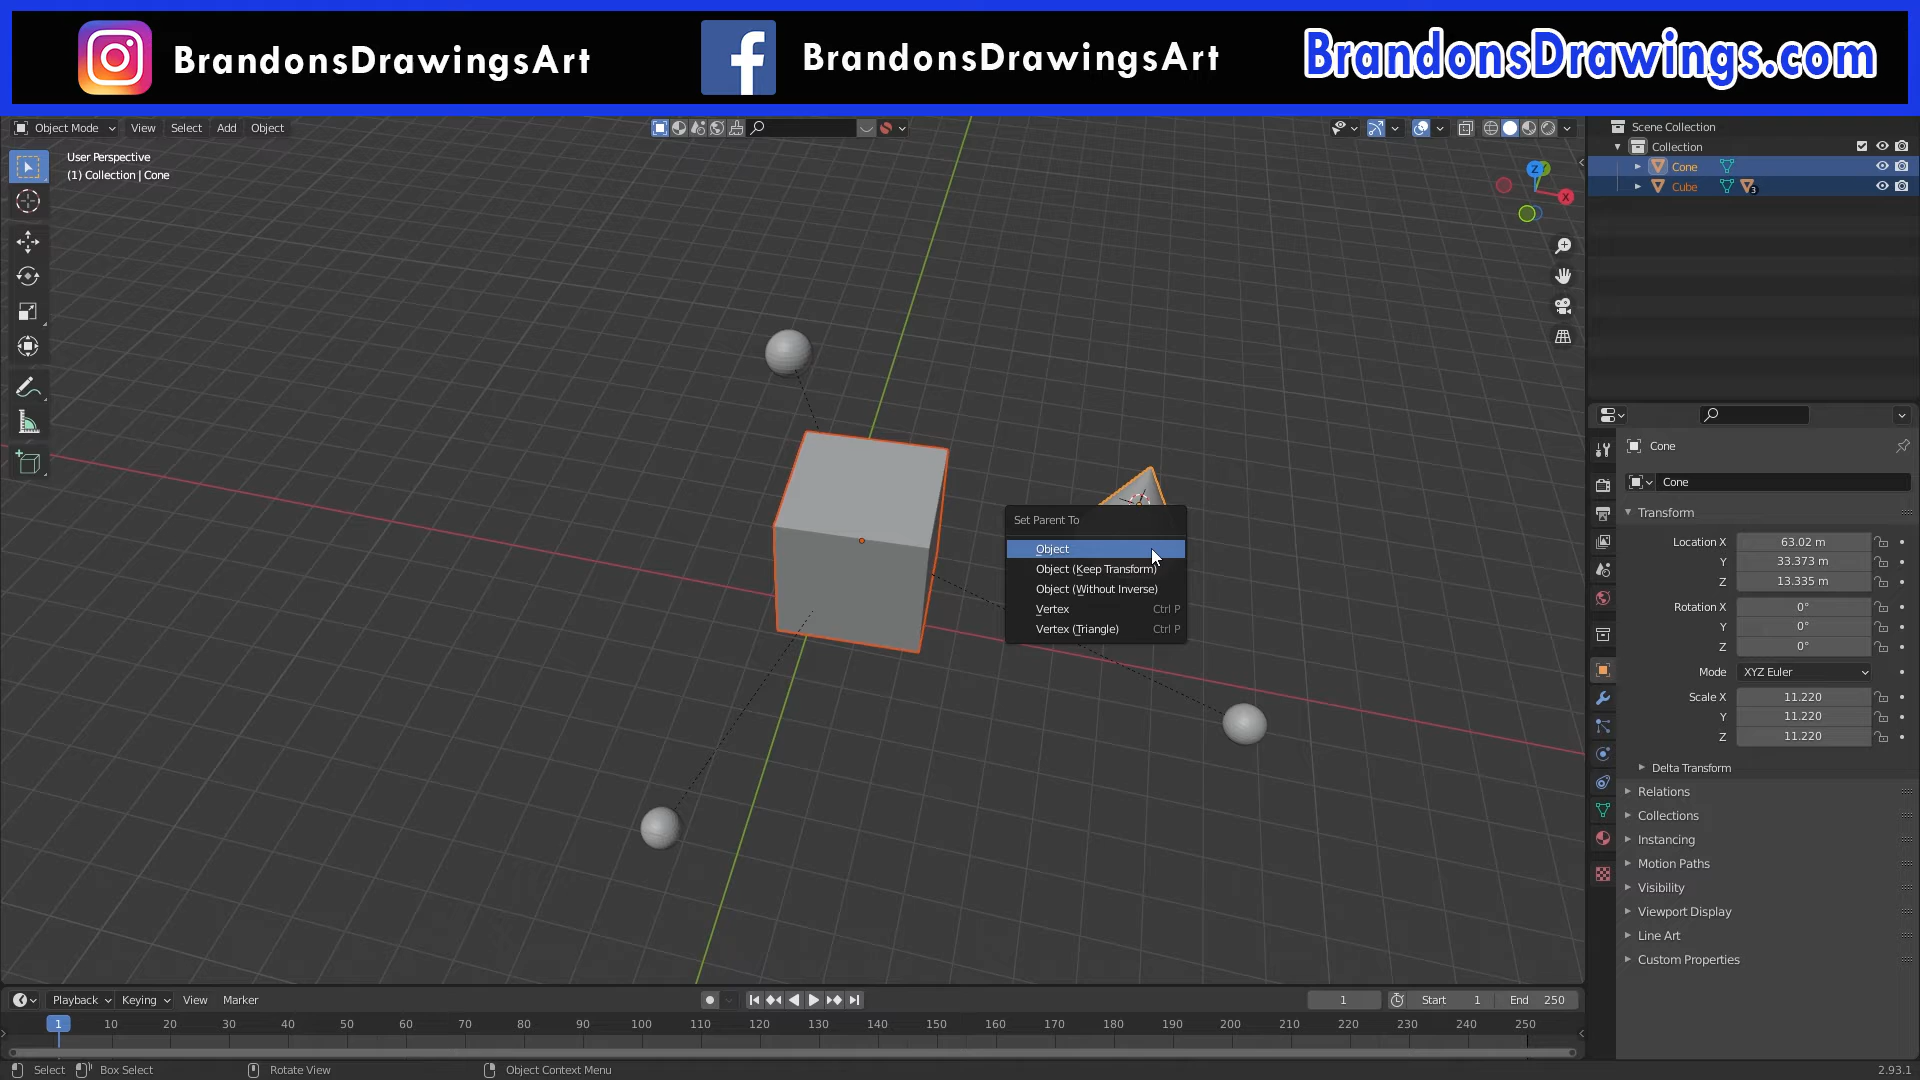 BrandonsDrawingsArt
BrandonsDrawingsArt
BrandonsDrawings.com
Object Mode
View
Select
Add
Object
User Perspective
(1) Collection | Cone
Z
Y
X
Scene Collection
Collection
Cone
Cube
3
Set Parent To
Object
Object (Keep Transform)
Object (Without Inverse)
Vertex Ctrl P
Vertex (Triangle) Ctrl P
Cone
Cone
Transform
Location X 63.02 m
Y 33.373 m
Z 13.335 m
Rotation X 0°
Y 0°
Z 0°
Mode XYZ Euler
Scale X 11.220
Y 11.220
Z 11.220
Delta Transform
Relations
Collections
Instancing
Motion Paths
Visibility
Viewport Display
Line Art
Custom Properties
Playback
Keying
View
Marker
1
Start 1
End 250
1 10 20 30 40 50 60 70 80 90 100 110 120 130 140 150 160 170 180 190 200 210 220 230 240 250
Select
Box Select
Rotate View
Object Context Menu
2.93.1